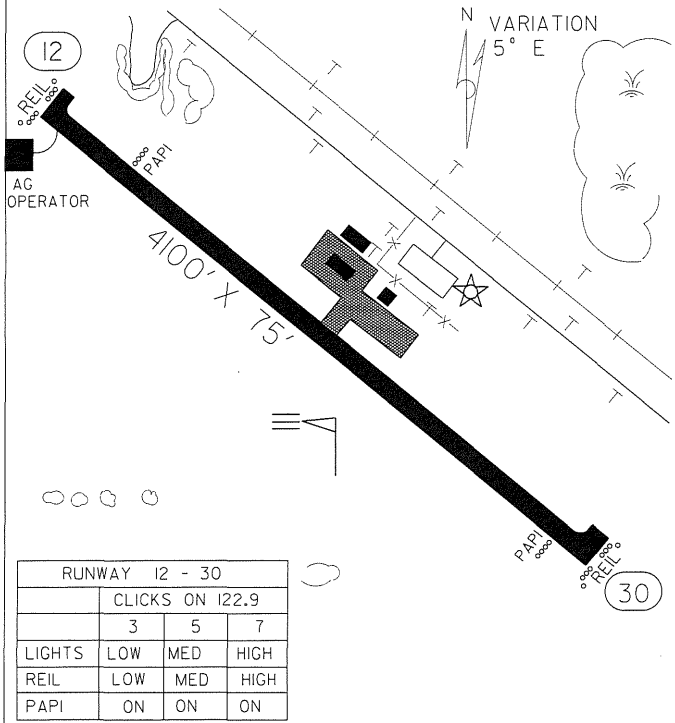 N VARIATION
5° E
12
REIL
PAPI
AG
OPERATOR
4100' X 75'
PAPI
REIL
30
RUNWAY 12 - 30
CLICKS ON 122.9
3 5 7
LIGHTS LOW MED HIGH
REIL LOW MED HIGH
PAPI ON ON ON